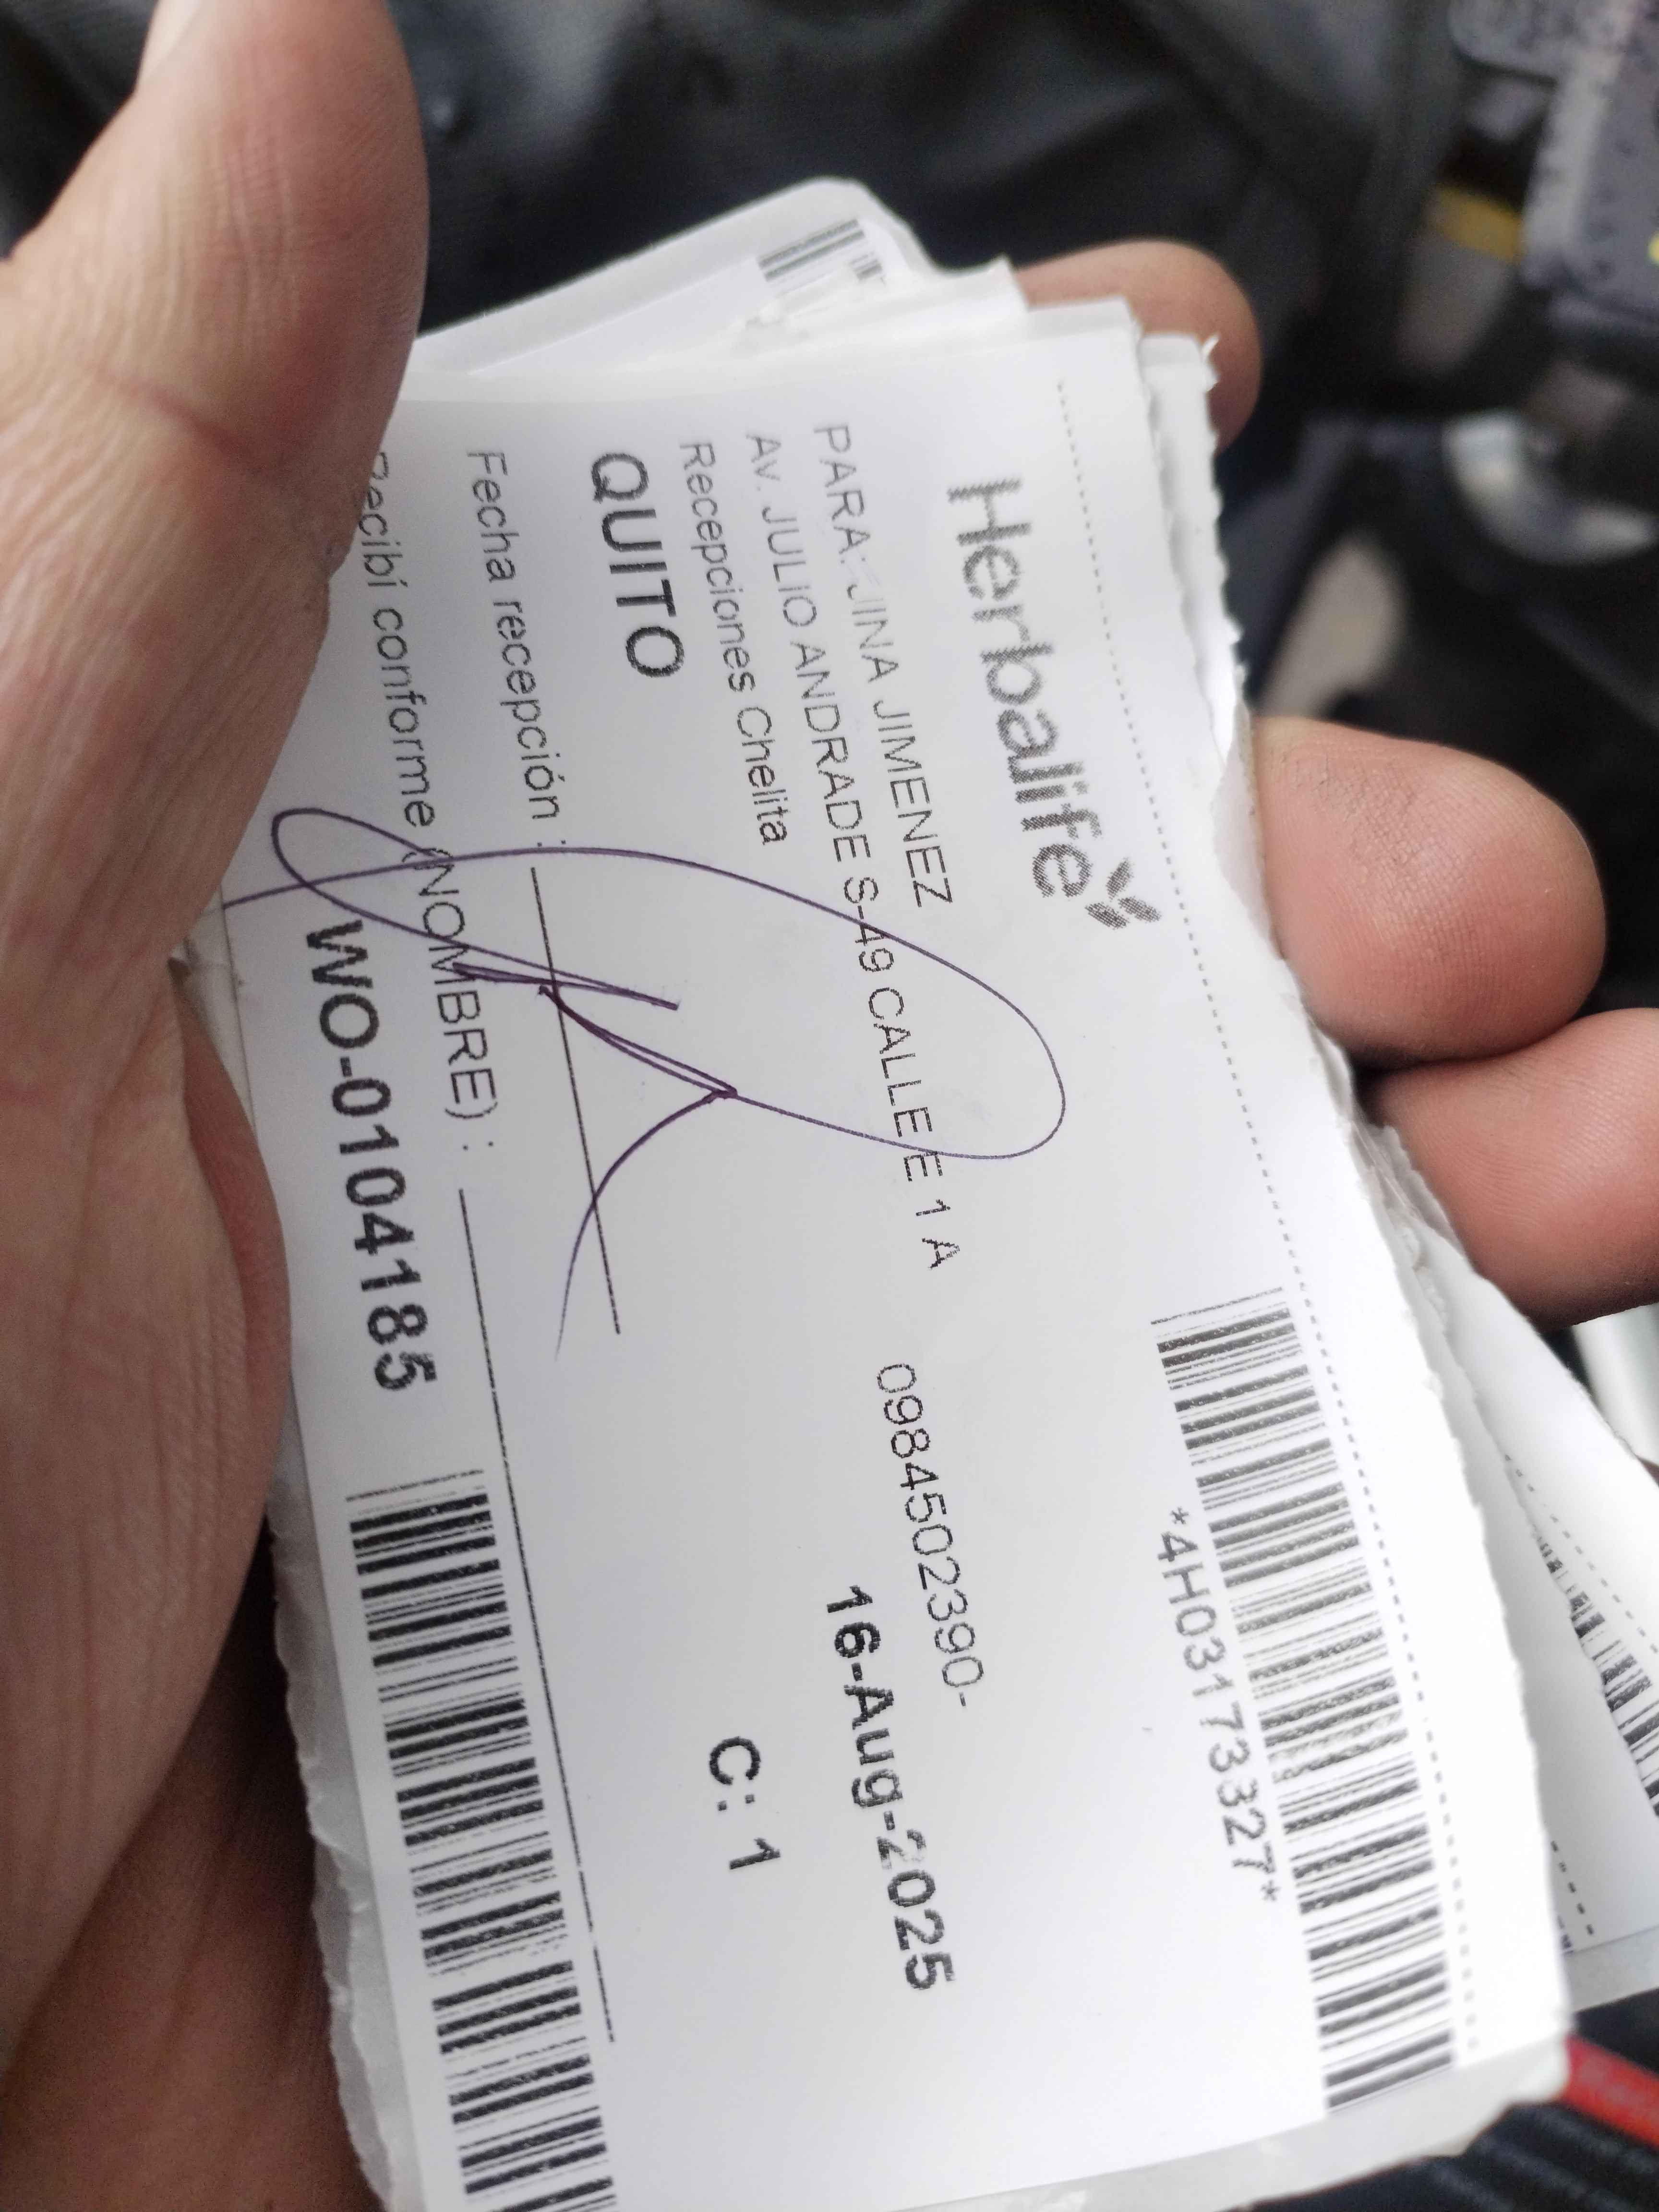 Herbalife
*4H03173327*
PARA: JINA JIMENEZ
Av. JULIO ANDRADE S-49 CALLE E 1 A
0984502390-
Recepciones Chelita
16-Aug-2025
QUITO
C: 1
Fecha recepción :
Recibí conforme (NOMBRE) :
WO-0104185